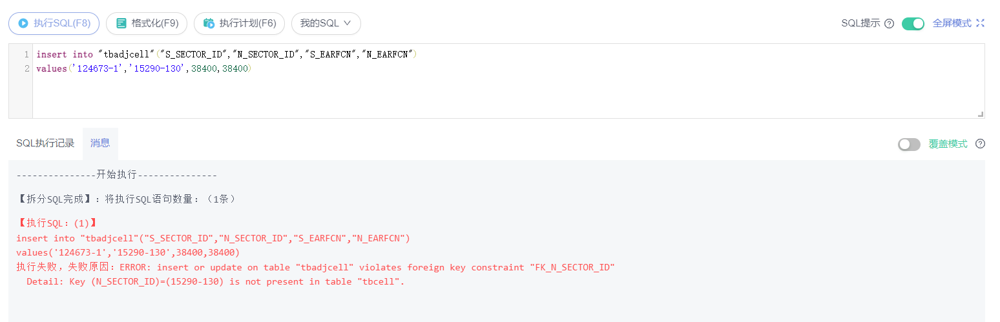 执行SQL(F8) 格式化(F9) 执行计划(F6) 我的SQL SQL提示 全屏模式
1 insert into "tbadjcell"("S_SECTOR_ID","N_SECTOR_ID","S_EARFCN","N_EARFCN")
2 values('124673-1','15290-130',38400,38400)
SQL执行记录 消息 覆盖模式
---------------开始执行---------------
【拆分SQL完成】：将执行SQL语句数量：（1条）
【执行SQL：(1)】
insert into "tbadjcell"("S_SECTOR_ID","N_SECTOR_ID","S_EARFCN","N_EARFCN")
values('124673-1','15290-130',38400,38400)
执行失败，失败原因：ERROR: insert or update on table "tbadjcell" violates foreign key constraint "FK_N_SECTOR_ID"
Detail: Key (N_SECTOR_ID)=(15290-130) is not present in table "tbcell".